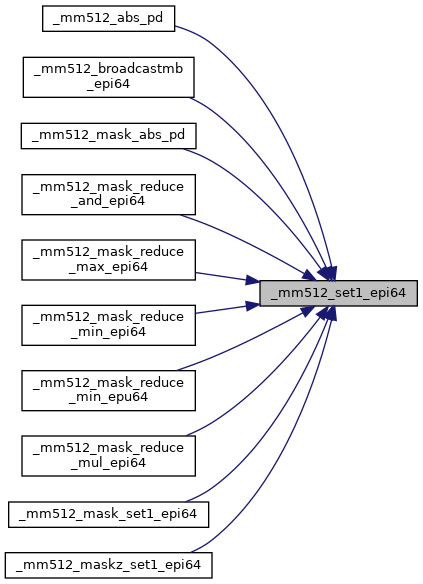 _mm512_abs_pd
_mm512_broadcastmb
_epi64
_mm512_mask_abs_pd
_mm512_mask_reduce
_and_epi64
_mm512_mask_reduce
_max_epi64
_mm512_set1_epi64
_mm512_mask_reduce
_min_epi64
_mm512_mask_reduce
_min_epu64
_mm512_mask_reduce
_mul_epi64
_mm512_mask_set1_epi64
_mm512_maskz_set1_epi64